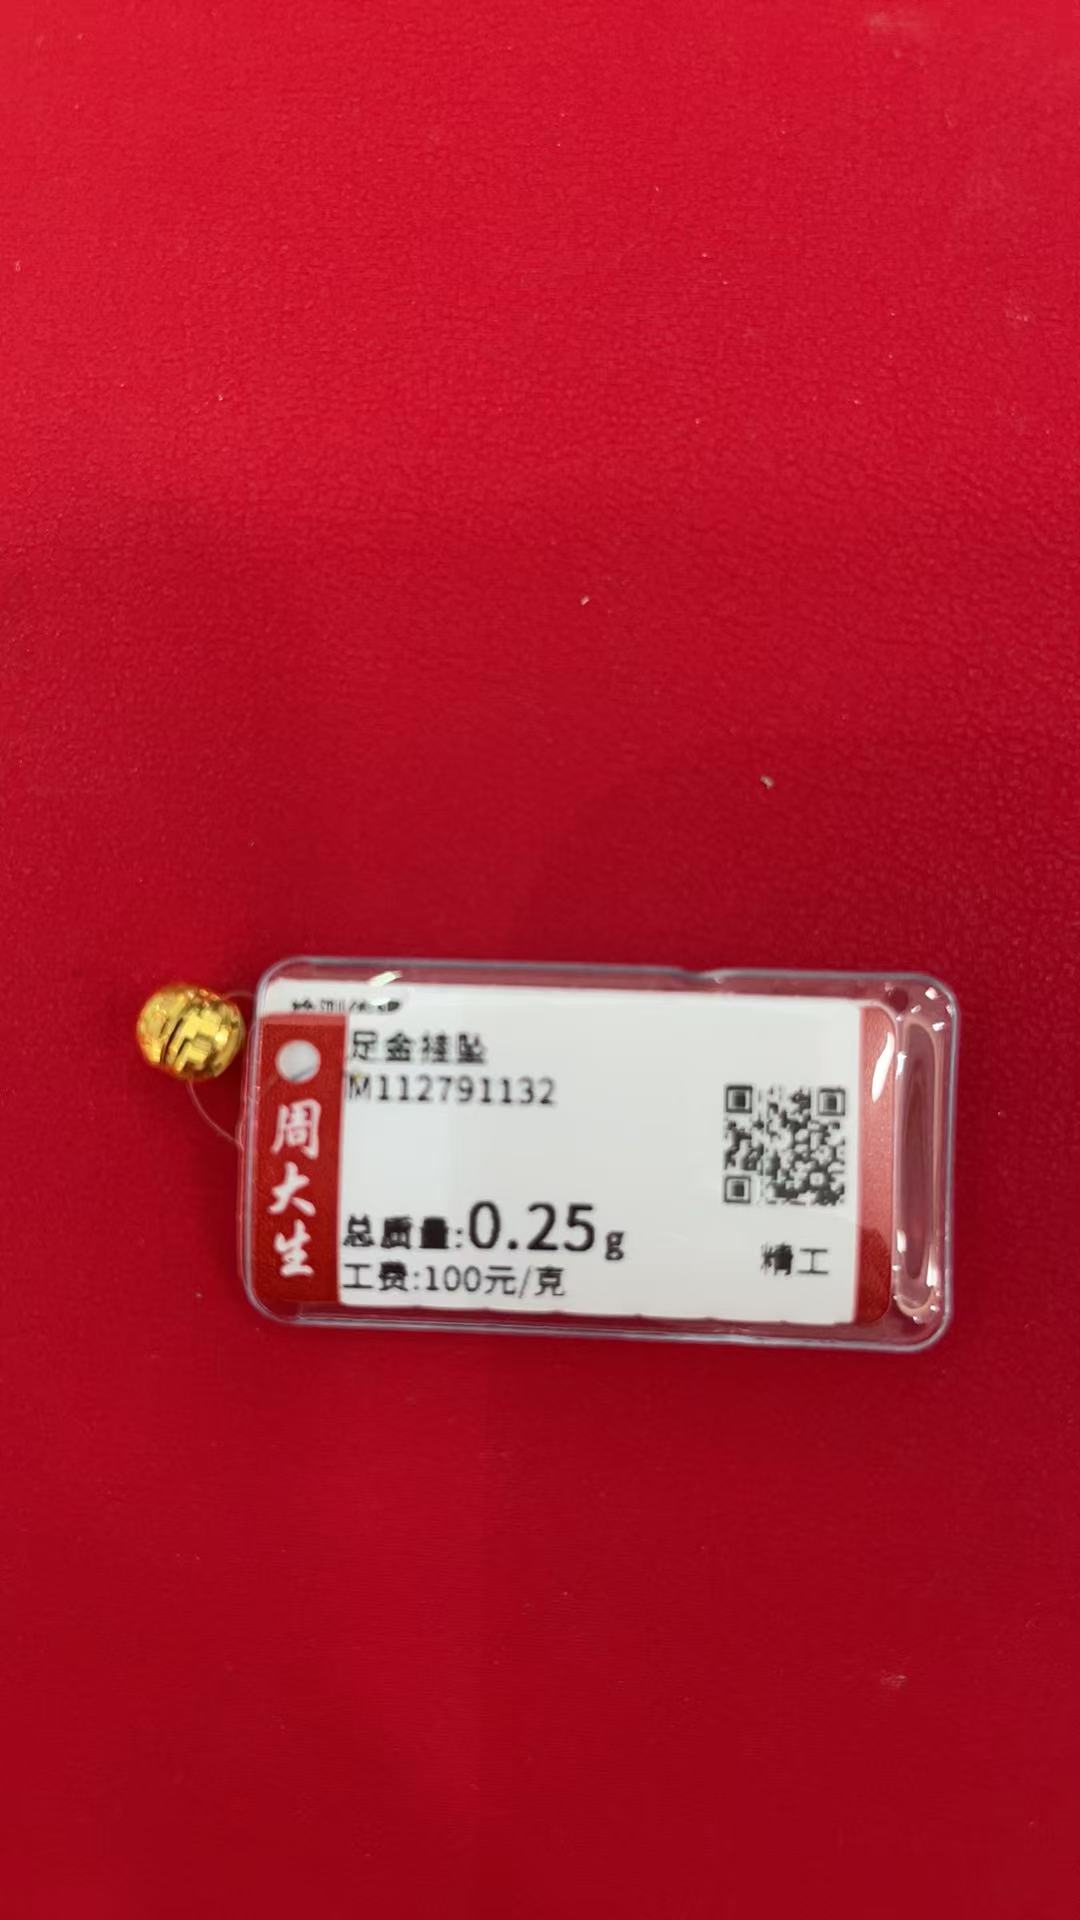 足金挂坠
M112791132
周大生
总质量:0.25g
工费:100元/克
精工